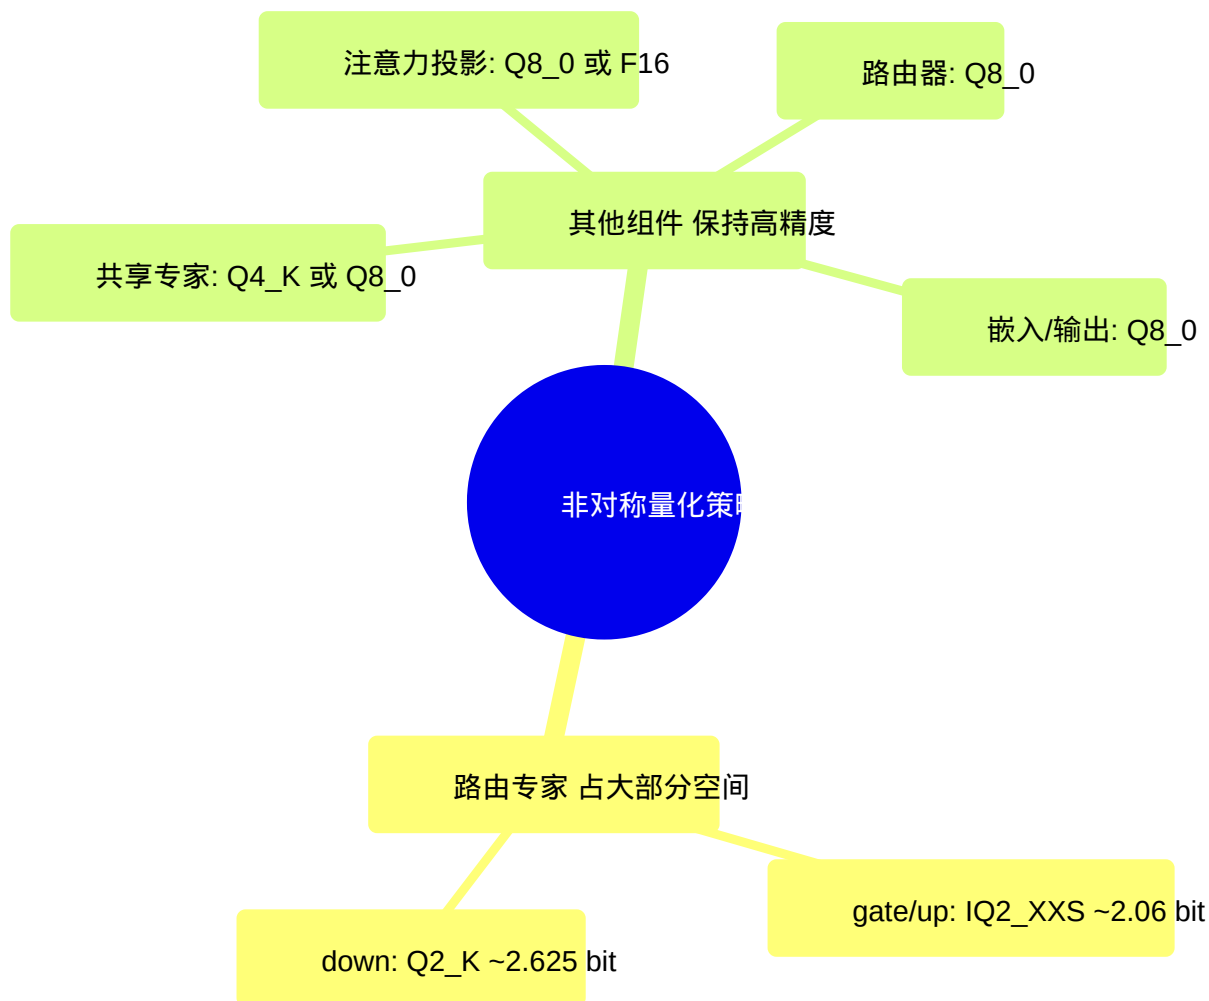 注意力投影: Q8_0 或 F16
路由器: Q8_0
其他组件 保持高精度
共享专家: Q4_K 或 Q8_0
嵌入/输出: Q8_0
非对称量化策略
路由专家 占大部分空间
gate/up: IQ2_XXS ~2.06 bit
down: Q2_K ~2.625 bit